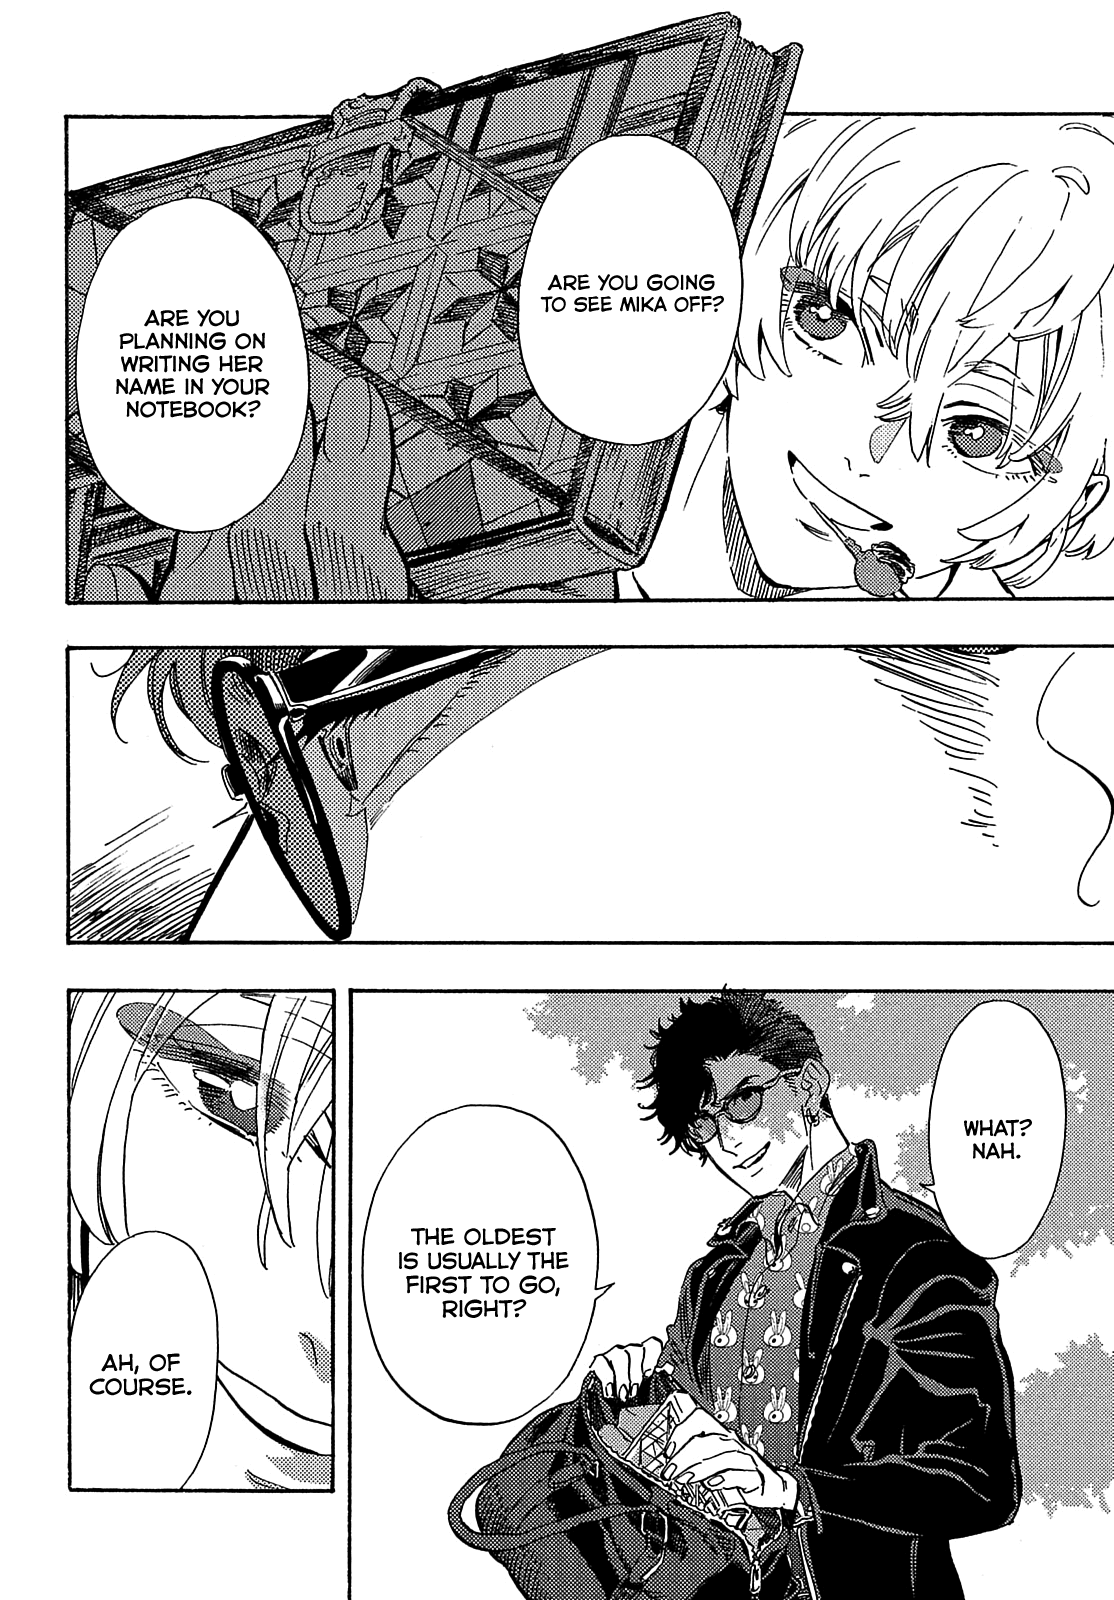 ARE YOU GOING
TO SEE MIKA OFF?
ARE YOU
PLANNING ON
WRITING HER
NAME IN YOUR
NOTEBOOK?
WHAT?
NAH.
THE OLDEST
IS USUALLY THE
FIRST TO GO,
RIGHT?
AH, OF
COURSE.